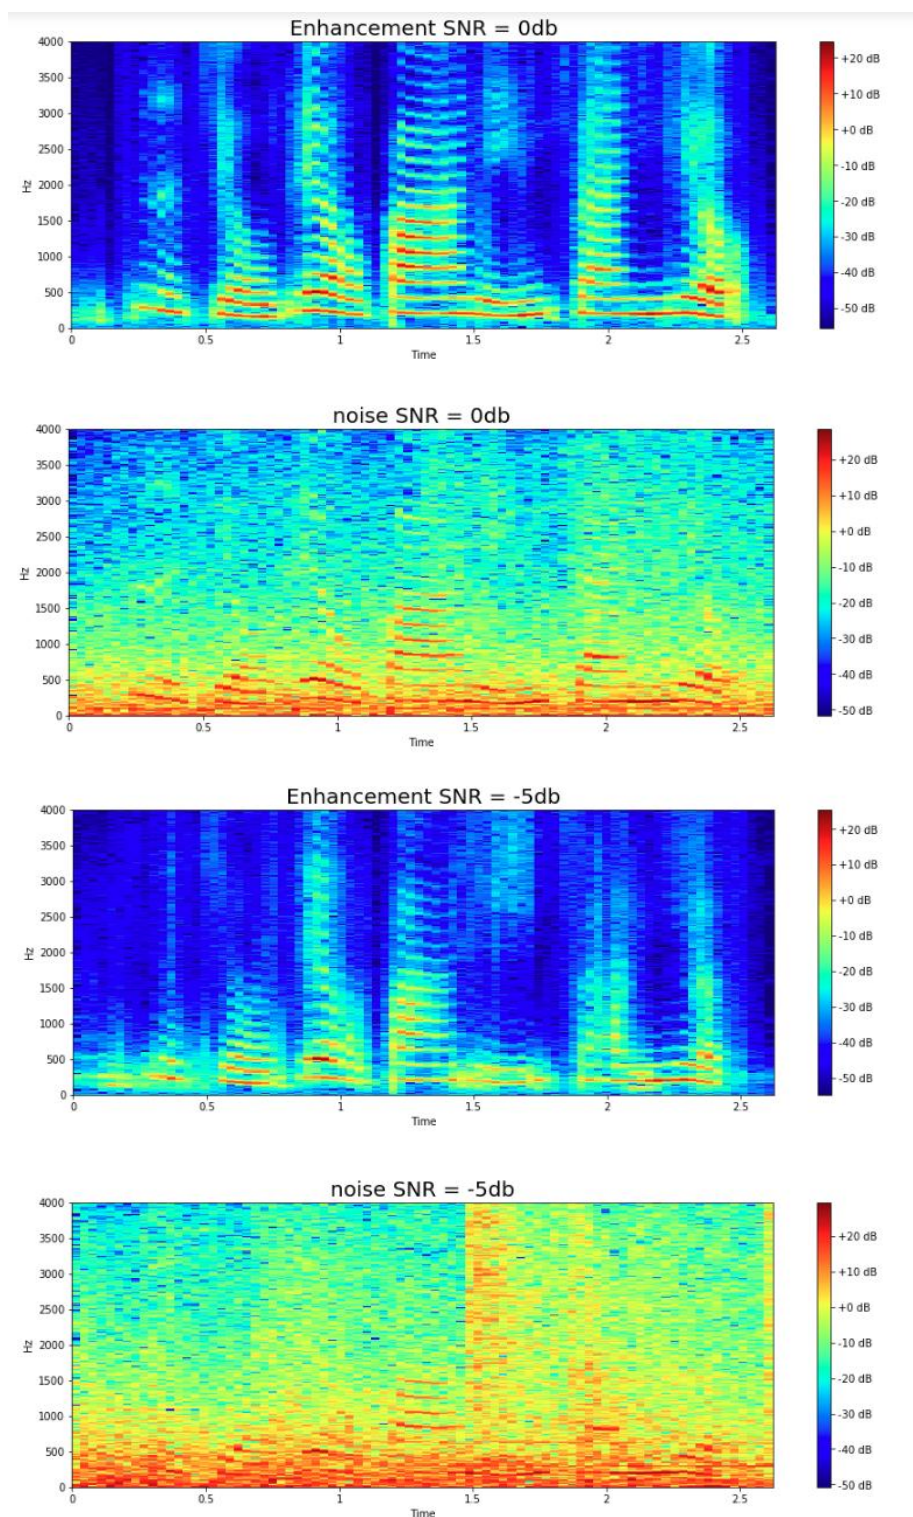 Enhancement SNR = 0db
4000
3500
3000
2500
2000
1500
1000
500
0
Hz
0
0.5
1
1.5
2
2.5
Time
+20 dB
+10 dB
+0 dB
-10 dB
-20 dB
-30 dB
-40 dB
-50 dB
noise SNR = 0db
4000
3500
3000
2500
2000
1500
1000
500
0
Hz
0
0.5
1
1.5
2
2.5
Time
+20 dB
+10 dB
+0 dB
-10 dB
-20 dB
-30 dB
-40 dB
-50 dB
Enhancement SNR = -5db
4000
3500
3000
2500
2000
1500
1000
500
0
Hz
0
0.5
1
1.5
2
2.5
Time
+20 dB
+10 dB
+0 dB
-10 dB
-20 dB
-30 dB
-40 dB
-50 dB
noise SNR = -5db
4000
3500
3000
2500
2000
1500
1000
500
0
Hz
0
0.5
1
1.5
2
2.5
Time
+20 dB
+10 dB
+0 dB
-10 dB
-20 dB
-30 dB
-40 dB
-50 dB